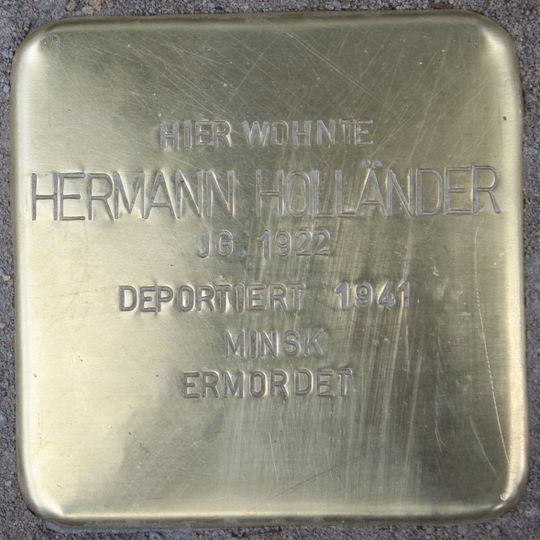 HIER WOHNTE
HERMANN HOLLÄNDER
JG. 1922
DEPORTIERT 1941
MINSK
ERMORDET